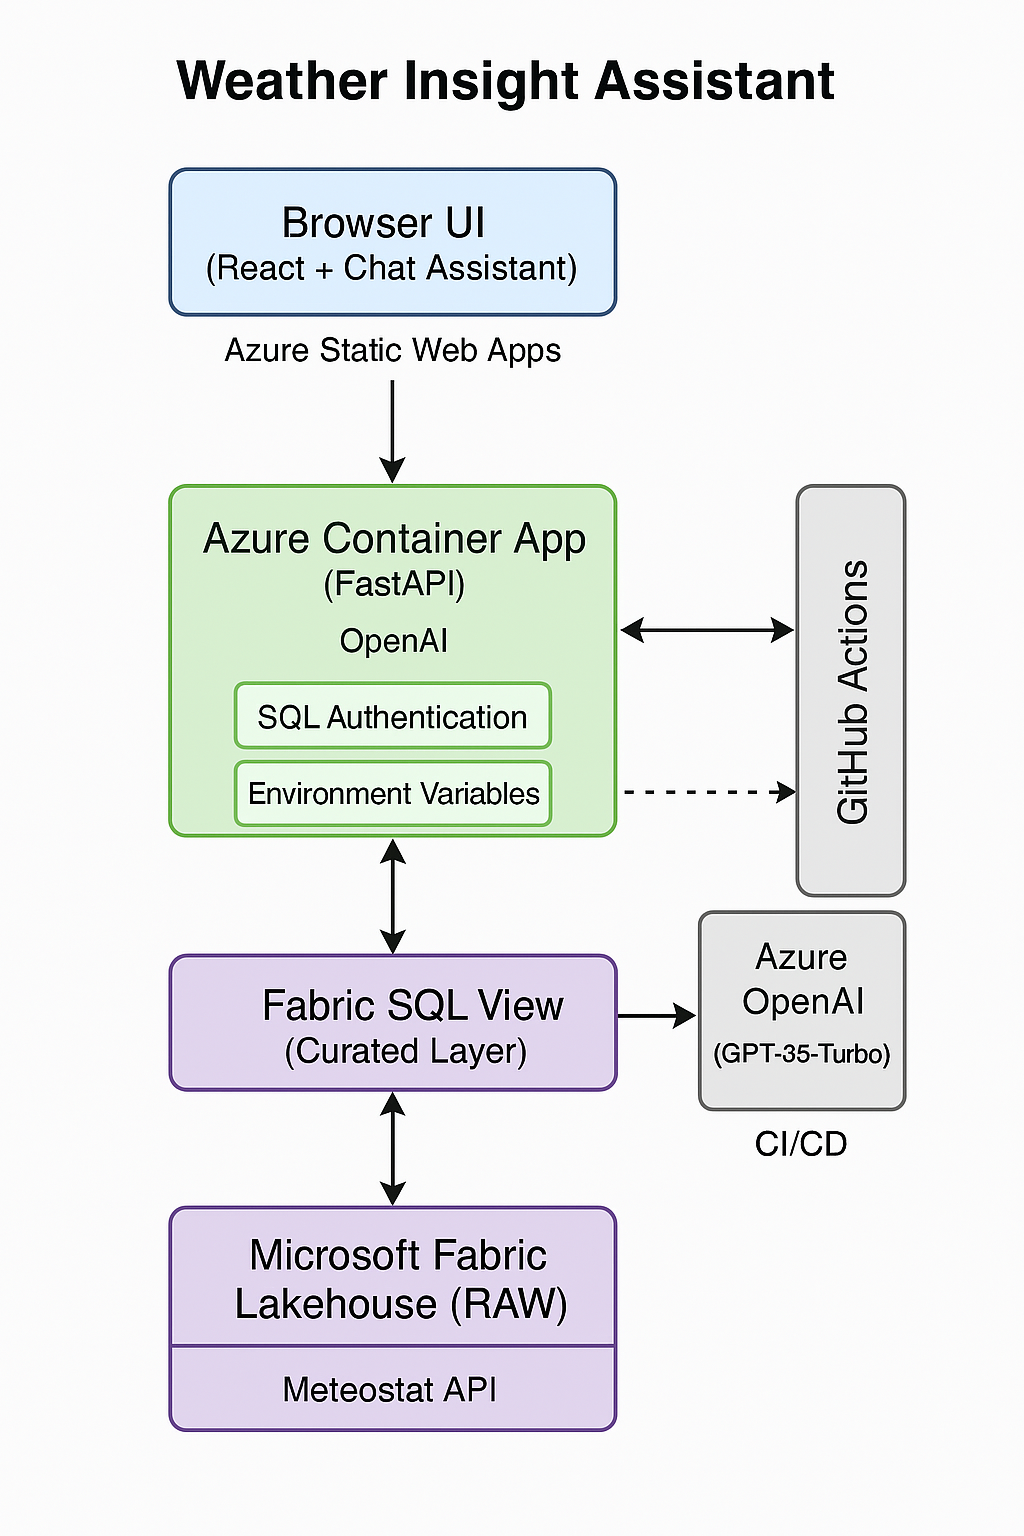 Weather Insight Assistant
Browser UI
(React + Chat Assistant)
Azure Static Web Apps
Azure Container App
(FastAPI)
OpenAI
SQL Authentication
Environment Variables
GitHub Actions
Fabric SQL View
(Curated Layer)
Azure
OpenAI
(GPT-35-Turbo)
CI/CD
Microsoft Fabric
Lakehouse (RAW)
Meteostat API